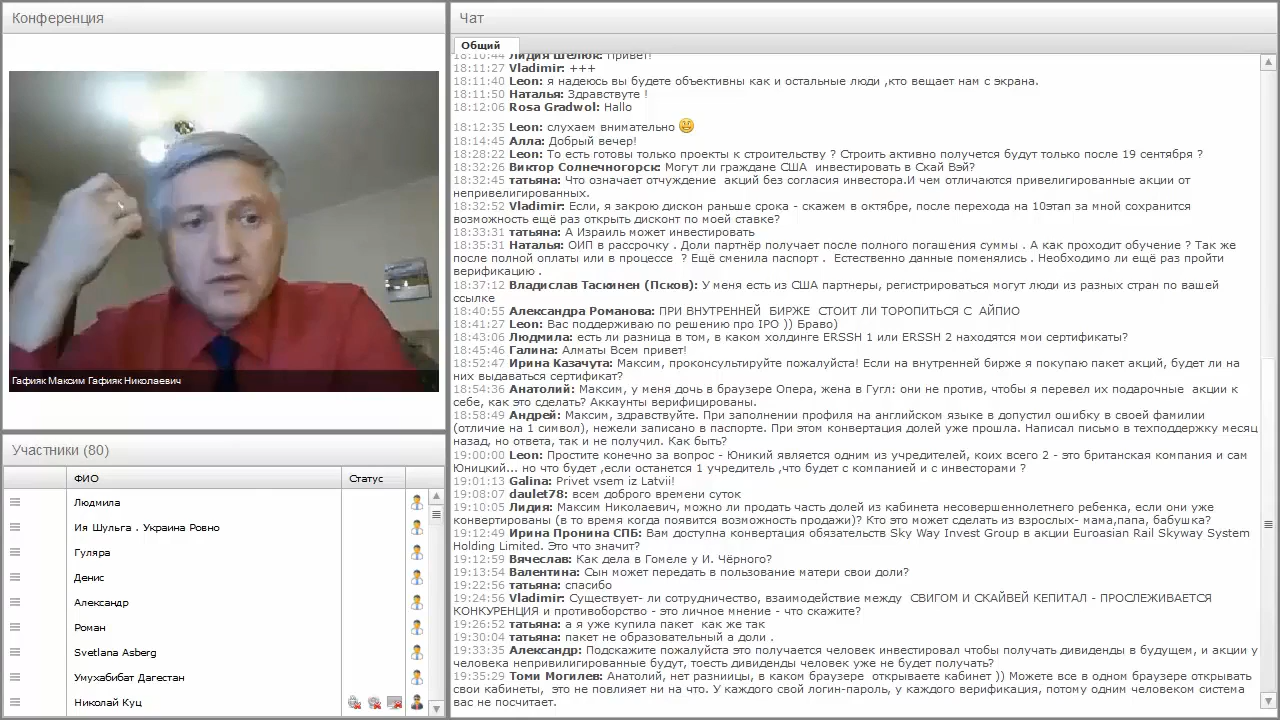 Конференция
Гафияк Максим Гафияк Николаевич
Участники (80)
ФИО
Статус
Людмила
Ия Шульга . Украина Ровно
Гуляра
Денис
Александр
Роман
Svetlana Asberg
Умухабибат Дагестан
Николай Куц
Чат
Общий
18:10:44 Лидия Шелюк: Привет!
18:11:27 Vladimir: +++
18:11:40 Leon: я надеюсь вы будете объективны как и остальные люди ,кто вещает нам с экрана.
18:11:50 Наталья: Здравствуте !
18:12:06 Rosa Gradwol: Hallo
18:12:35 Leon: слухаем внимательно
18:14:45 Алла: Добрый вечер!
18:28:22 Leon: То есть готовы только проекты к строительству ? Строить активно получется будут только после 19 сентября ?
18:32:26 Виктор Солнечногорск: Могут ли граждане США инвестировать в Скай Вэй?
18:32:45 татьяна: Что означает отчуждение акций без согласия инвестора.И чем отличаются привелигированные акции от
непривелигированных.
18:32:52 Vladimir: Если, я закрою дискон раньше срока - скажем в октябре, после перехода на 10этап за мной сохранится
возможность ещё раз открыть дисконт по моей ставке?
18:33:31 татьяна: А Израиль может инвестировать
18:35:31 Наталья: ОИП в рассрочку . Доли партнёр получает после полного погашения суммы . А как проходит обучение ? Так же
после полной оплаты или в процессе ? Ещё сменила паспорт . Естественно данные поменялись . Необходимо ли ещё раз пройти
верификацию .
18:37:12 Владислав Таскинен (Псков): У меня есть из США партнеры, регистрироваться могут люди из разных стран по вашей
ссылке
18:40:55 Александра Романова: ПРИ ВНУТРЕННЕЙ БИРЖЕ СТОИТ ЛИ ТОРОПИТЬСЯ С АЙПИО
18:41:27 Leon: Вас поддерживаю по решению про IPO )) Браво)
18:43:06 Людмила: есть ли разница в том, в каком холдинге ERSSH 1 или ERSSH 2 находятся мои сертификаты?
18:45:46 Галина: Алматы Всем привет!
18:52:47 Ирина Казачута: Максим, проконсультируйте пожалуйста! Если на внутренней бирже я покупаю пакет акций, будет ли на
них выдаваться сертификат?
18:54:36 Анатолий: Максим, у меня дочь в браузере Опера, жена в Гугл: они не против, чтобы я перевел их подарочные акции к
себе, как это сделать? Аккаунты верифицированы.
18:58:49 Андрей: Максим, здравствуйте. При заполнении профиля на английском языке в допустил ошибку в своей фамилии
(отличие на 1 символ), нежели записано в паспорте. При этом конвертация долей уже прошла. Написал письмо в техподдержку месяц
назад, но ответа, так и не получил. Как быть?
19:00:00 Leon: Простите конечно за вопрос - Юникий является одним из учредителей, коих всего 2 - это британская компания и сам
Юницкий... но что будет ,если останется 1 учредитель ,что будет с компанией и с инвесторами ?
19:01:13 Galina: Privet vsem iz Latvii!
19:08:07 daulet78: всем доброго времени суток
19:10:05 Лидия: Максим Николаевич, можно ли продать часть долей из кабинета несовершеннолетнего ребенка,если они уже
конвертированы (в то время когда появится возможность продажи)? Кто это может сделать из взрослых- мама,папа, бабушка?
19:12:49 Ирина Пронина СПБ: Вам доступна конвертация обязательств Sky Way Invest Group в акции Euroasian Rail Skyway System
Holding Limited. Это что значит?
19:12:59 Вячеслав: Как дела в Гомеле у И. Чёрного?
19:13:54 Валентина: Сын может передать в пользование матери свои доли?
19:22:56 татьяна: спасибо
19:24:56 Vladimir: Существует- ли сотрудничество, взаимодействие между СВИГОМ И СКАЙВЕЙ КЕПИТАЛ - ПРОСЛЕЖИВАЕТСЯ
КОНКУРЕНЦИЯ и противоборство - это личное мнение - что скажите?
19:26:52 татьяна: а я уже купила пакет как же так
19:30:04 татьяна: пакет не образовательный а доли .
19:33:35 Александр: Подскажите пожалуйста это получается человек инвестировал чтобы получать дивиденды в будущем, и акции у
человека непривилигированные будут, тоесть дивиденды человек уже не будет получать?
19:35:29 Томи Могилев: Анатолий, нет разницы, в каком браузере открываете кабинет )) Можете все в одном браузере открывать
свои кабинеты, это не повлияет ни на что. У каждого свой логин-пароль, у каждого верификация, потому одним человеком система
вас не посчитает.